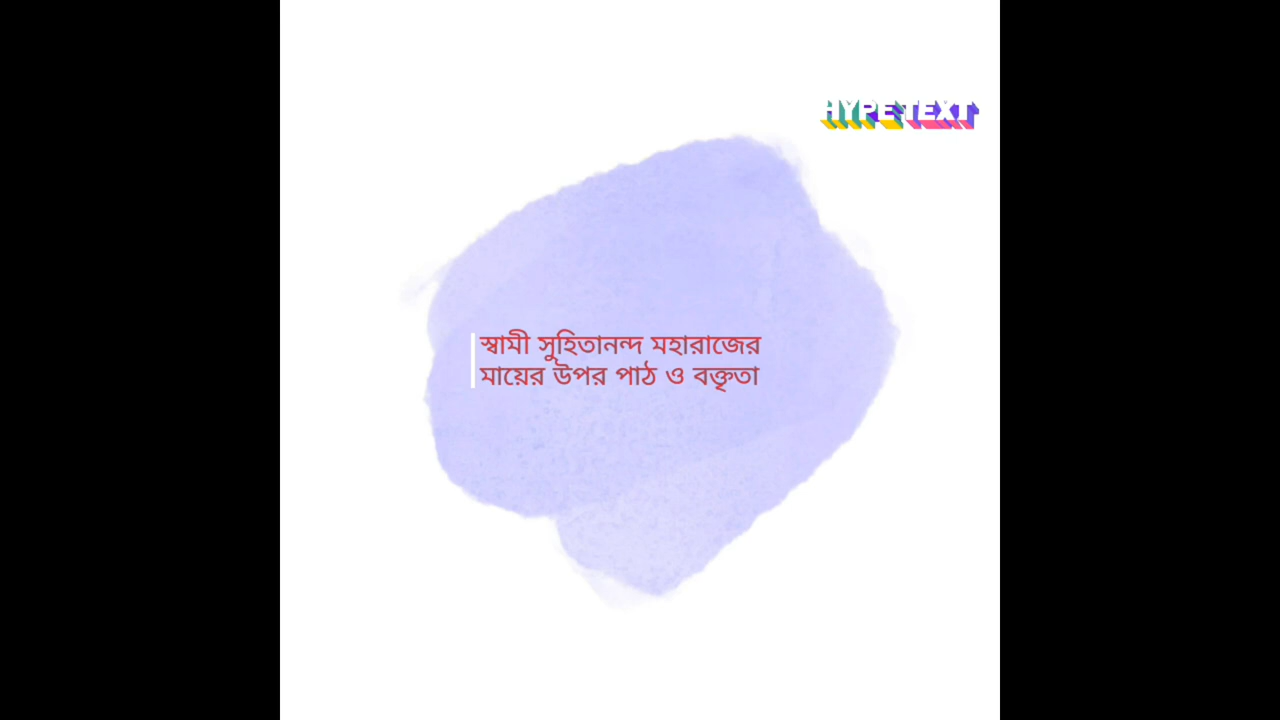 HYPETEXT
স্বামী সুহিতানন্দ মহারাজের
মায়ের উপর পাঠ ও বক্তৃতা